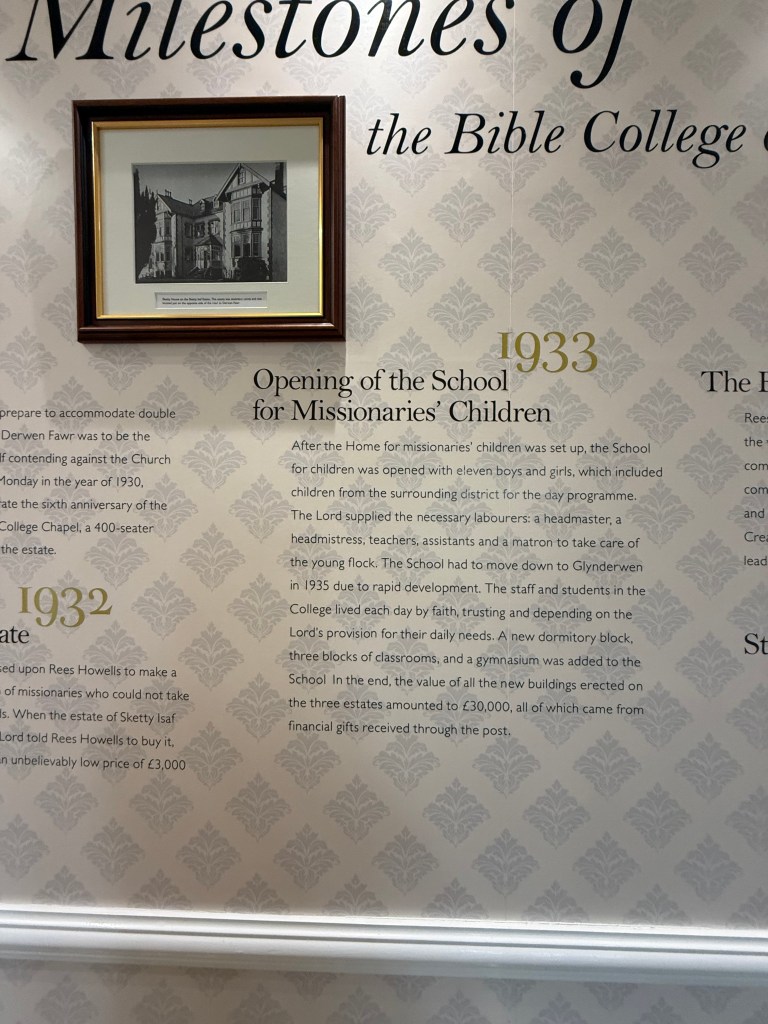 Milestones of
the Bible College
prepare to accommodate double
Derwen Fawr was to be the
lf contending against the Church
Monday in the year of 1930,
ate the sixth anniversary of the
College Chapel, a 400-seater
the estate.
1932
ate
sed upon Rees Howells to make a
of missionaries who could not take
ls. When the estate of Sketty Isaf
Lord told Rees Howells to buy it,
n unbelievably low price of £3,000
1933
Opening of the School
for Missionaries' Children
After the Home for missionaries' children was set up, the School
for children was opened with eleven boys and girls, which included
children from the surrounding district for the day programme.
The Lord supplied the necessary labourers: a headmaster, a
headmistress, teachers, assistants and a matron to take care of
the young flock. The School had to move down to Glynderwen
in 1935 due to rapid development. The staff and students in the
College lived each day by faith, trusting and depending on the
Lord's provision for their daily needs. A new dormitory block,
three blocks of classrooms, and a gymnasium was added to the
School In the end, the value of all the new buildings erected on
the three estates amounted to £30,000, all of which came from
financial gifts received through the post.
The B
Rees
the
com
com
and
Crea
lead
St